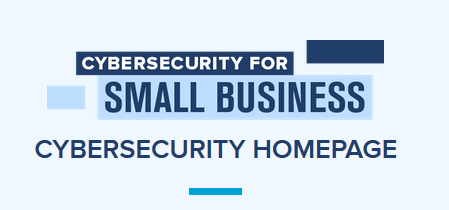 CYBERSECURITY FOR
SMALL BUSINESS
CYBERSECURITY HOMEPAGE